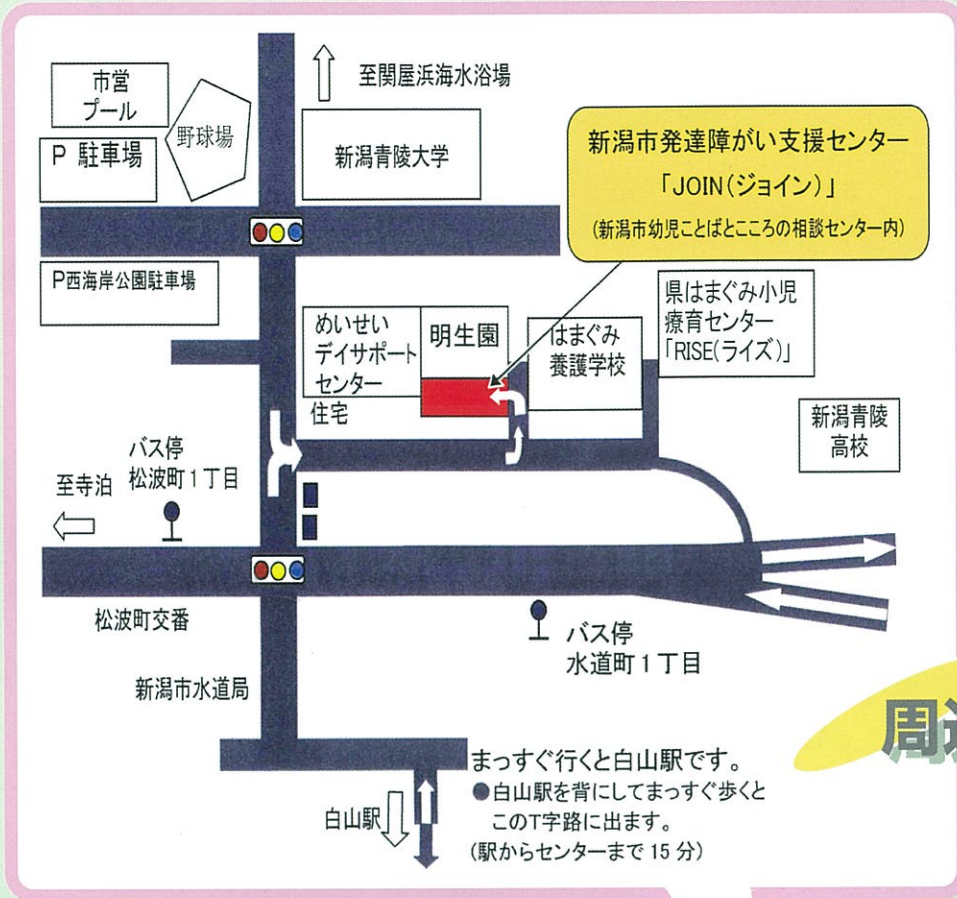 至関屋浜海水浴場
市営
プール
野球場
P 駐車場
新潟青陵大学
新潟市発達障がい支援センター
「JOIN(ジョイン)」
(新潟市幼児ことばとこころの相談センター内)
P西海岸公園駐車場
めいせい
デイサポート
センター
明生園
はまぐみ
養護学校
県はまぐみ小児
療育センター
「RISE(ライズ)」
住宅
新潟青陵
高校
バス停
松波町1丁目
至寺泊
松波町交番
バス停
水道町1丁目
新潟市水道局
周
まっすぐ行くと白山駅です。
●白山駅を背にしてまっすぐ歩くと
このT字路に出ます。
(駅からセンターまで15分)
白山駅